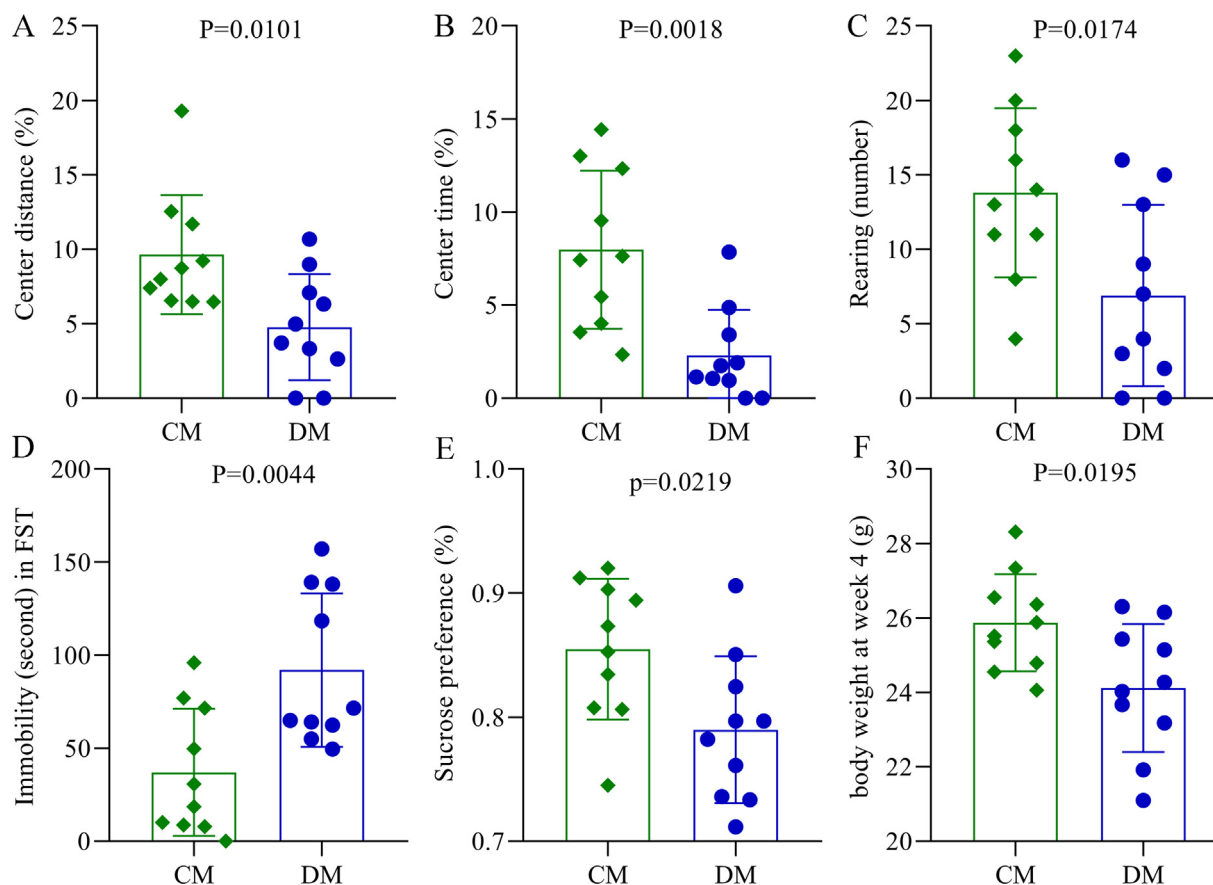 A
P=0.0101
Center distance (%)
25
20
15
10
5
0
CM
DM
B
P=0.0018
Center time (%)
20
15
10
5
0
CM
DM
C
P=0.0174
Rearing (number)
25
20
15
10
5
0
CM
DM
D
P=0.0044
Immobility (second) in FST
200
150
100
50
0
CM
DM
E
p=0.0219
Sucrose preference (%)
1.0
0.9
0.8
0.7
CM
DM
F
P=0.0195
body weight at week 4 (g)
30
28
26
24
22
20
CM
DM